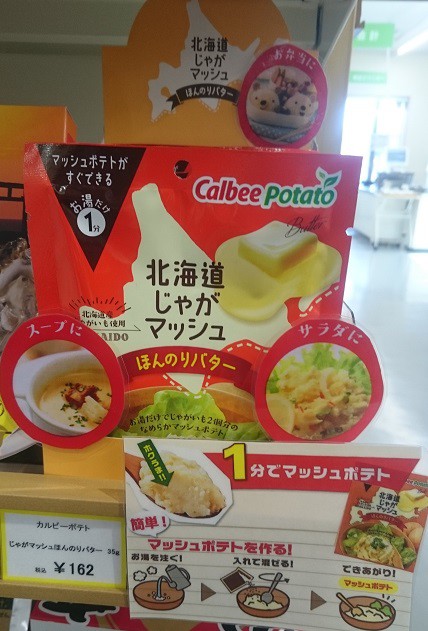 北海道
じゃが
マッシュ
ほんのりバター
お弁当に
マッシュポテトが
すぐできる
お湯だけ
1分
Calbee Potato
Butter
北海道
じゃが
マッシュ
ほんのりバター
北海道産
じゃがいも使用
スープに
サラダに
お湯だけでじゃがいも2個分の
なめらかマッシュポテト
ホクうま!!
1分でマッシュポテト
簡単!
マッシュポテトを作る!
お湯を注ぐ!
入れて混ぜる!
できあがり!
マッシュポテト
北海道
じゃが
マッシュ
カルビーポテト
じゃがマッシュほんのりバター 35g
税込 ¥162